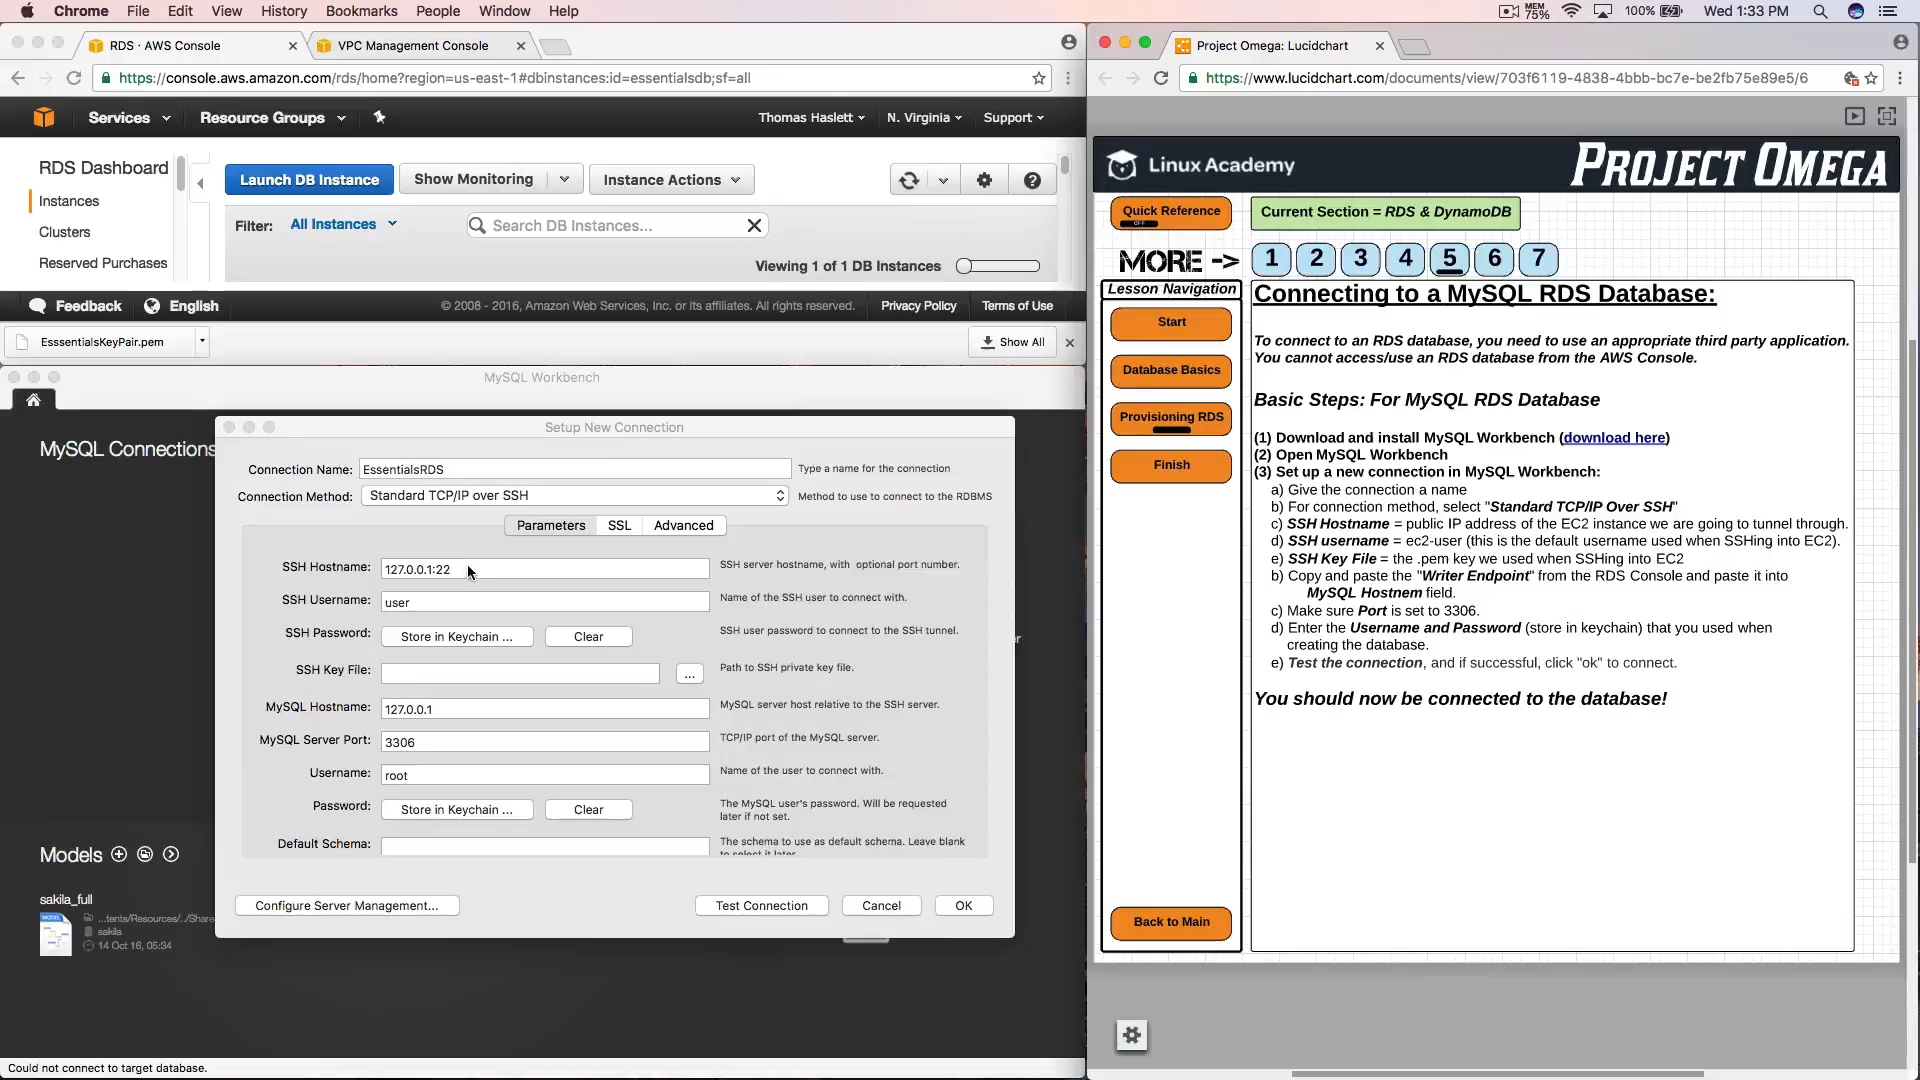 Chrome File Edit View History Bookmarks People Window Help
MEM 75% 100% Wed 1:33 PM
RDS · AWS Console
VPC Management Console
https://console.aws.amazon.com/rds/home?region=us-east-1#dbinstances:id=essentialsdb;sf=all
Services Resource Groups Thomas Haslett N. Virginia Support
RDS Dashboard
Instances
Clusters
Reserved Purchases
Launch DB Instance Show Monitoring Instance Actions
Filter: All Instances Search DB Instances...
Viewing 1 of 1 DB Instances
Feedback English © 2008 - 2016, Amazon Web Services, Inc. or its affiliates. All rights reserved. Privacy Policy Terms of Use
EsssentialsKeyPair.pem Show All
MySQL Workbench
MySQL Connections
Setup New Connection
Connection Name: EssentialsRDS Type a name for the connection
Connection Method: Standard TCP/IP over SSH Method to use to connect to the RDBMS
Parameters SSL Advanced
SSH Hostname: 127.0.0.1:22 SSH server hostname, with optional port number.
SSH Username: user Name of the SSH user to connect with.
SSH Password: Store in Keychain ... Clear SSH user password to connect to the SSH tunnel.
SSH Key File: ... Path to SSH private key file.
MySQL Hostname: 127.0.0.1 MySQL server host relative to the SSH server.
MySQL Server Port: 3306 TCP/IP port of the MySQL server.
Username: root Name of the user to connect with.
Password: Store in Keychain ... Clear The MySQL user's password. Will be requested
later if not set.
Default Schema: The schema to use as default schema. Leave blank
to select it later.
Configure Server Management... Test Connection Cancel OK
Models
sakila_full
...tents/Resources/../Share
sakila
14 Oct 16, 05:34
Could not connect to target database.
Project Omega: Lucidchart
https://www.lucidchart.com/documents/view/703f6119-4838-4bbb-bc7e-be2fb75e89e5/6
Linux Academy PROJECT OMEGA
Quick Reference
OFF
Current Section = RDS & DynamoDB
MORE -> 1 2 3 4 5 6 7
Lesson Navigation
Start
Database Basics
Provisioning RDS
Finish
Back to Main
Connecting to a MySQL RDS Database:
To connect to an RDS database, you need to use an appropriate third party application.
You cannot access/use an RDS database from the AWS Console.
Basic Steps: For MySQL RDS Database
(1) Download and install MySQL Workbench (download here)
(2) Open MySQL Workbench
(3) Set up a new connection in MySQL Workbench:
a) Give the connection a name
b) For connection method, select "Standard TCP/IP Over SSH"
c) SSH Hostname = public IP address of the EC2 instance we are going to tunnel through.
d) SSH username = ec2-user (this is the default username used when SSHing into EC2).
e) SSH Key File = the .pem key we used when SSHing into EC2
b) Copy and paste the "Writer Endpoint" from the RDS Console and paste it into
MySQL Hostnem field.
c) Make sure Port is set to 3306.
d) Enter the Username and Password (store in keychain) that you used when
creating the database.
e) Test the connection, and if successful, click "ok" to connect.
You should now be connected to the database!